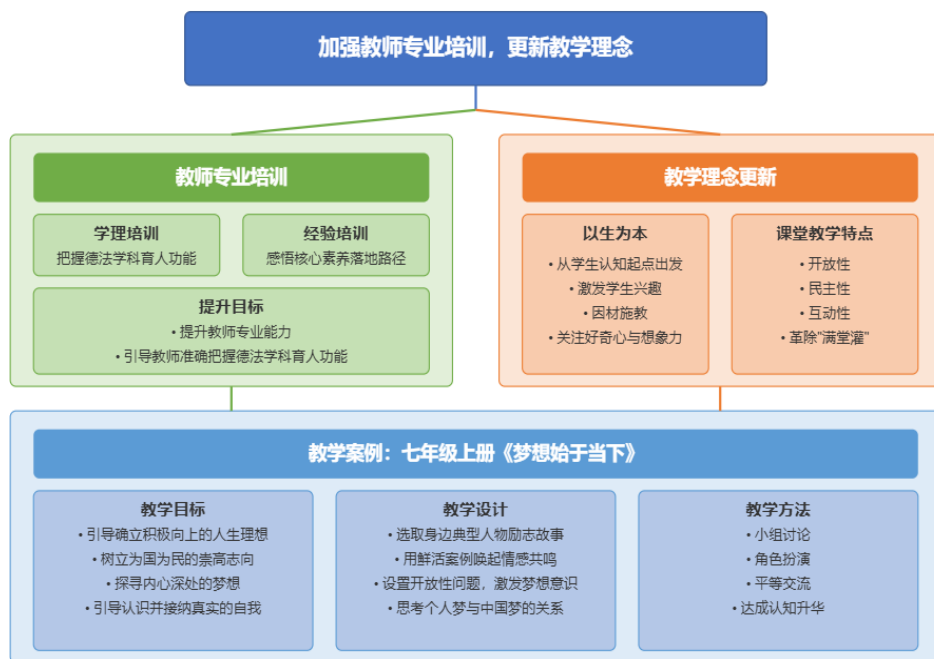 加强教师专业培训，更新教学理念
教师专业培训
学理培训
把握德法学科育人功能
经验培训
感悟核心素养落地路径
提升目标
• 提升教师专业能力
• 引导教师准确把握德法学科育人功能
教学理念更新
以生为本
• 从学生认知起点出发
• 激发学生兴趣
• 因材施教
• 关注好奇心与想象力
课堂教学特点
• 开放性
• 民主性
• 互动性
• 革除"满堂灌"
教学案例：七年级上册《梦想始于当下》
教学目标
• 引导确立积极向上的人生理想
• 树立为国为民的崇高志向
• 探寻内心深处的梦想
• 引导认识并接纳真实的自我
教学设计
• 选取身边典型人物励志故事
• 用鲜活案例唤起情感共鸣
• 设置开放性问题，激发梦想意识
• 思考个人梦与中国梦的关系
教学方法
• 小组讨论
• 角色扮演
• 平等交流
• 达成认知升华